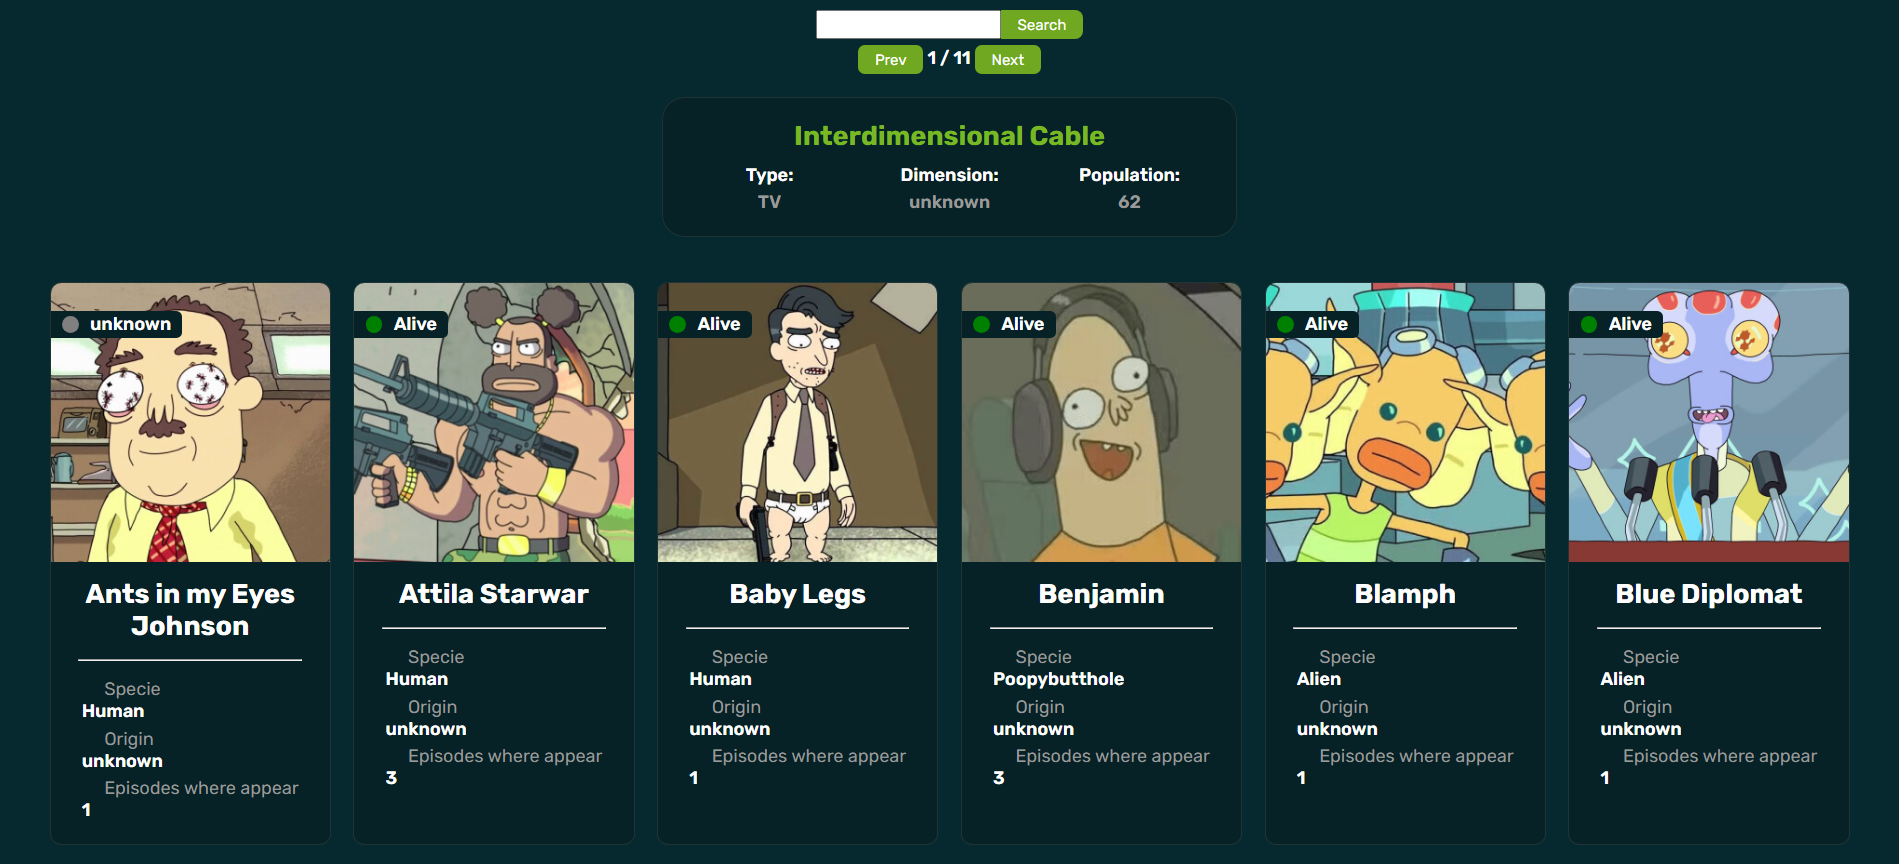 Search
Prev 1 / 11 Next
Interdimensional Cable
Type: Dimension: Population:
TV unknown 62
unknown
Alive
Alive
Alive
Alive
Alive
Ants in my Eyes
Johnson
Specie
Human
Origin
unknown
Episodes where appear
1
Attila Starwar
Specie
Human
Origin
unknown
Episodes where appear
3
Baby Legs
Specie
Human
Origin
unknown
Episodes where appear
1
Benjamin
Specie
Poopybutthole
Origin
unknown
Episodes where appear
3
Blamph
Specie
Alien
Origin
unknown
Episodes where appear
1
Blue Diplomat
Specie
Alien
Origin
unknown
Episodes where appear
1